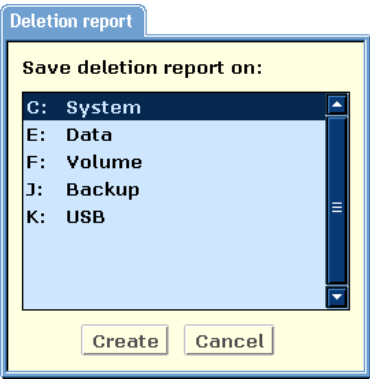 Deletion report
Save deletion report on:
C: System
E: Data
F: Volume
J: Backup
K: USB
Create Cancel